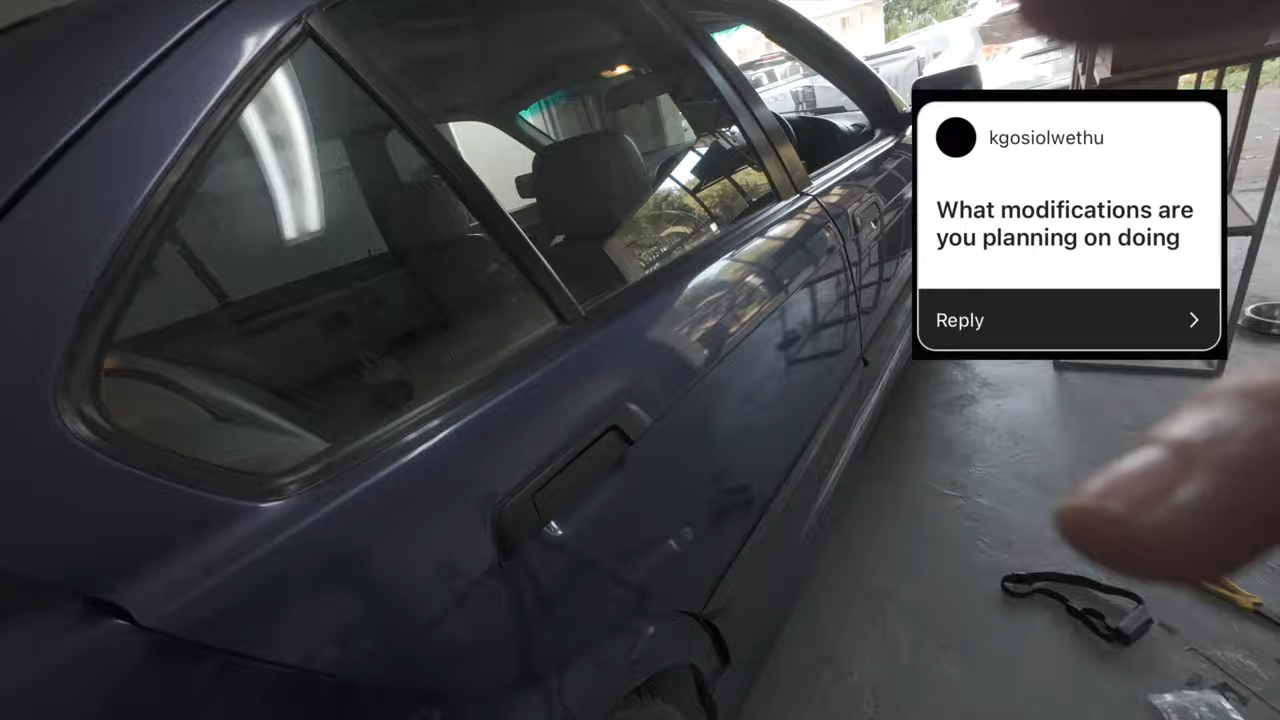 kgosiolwethu
What modifications are
you planning on doing
Reply